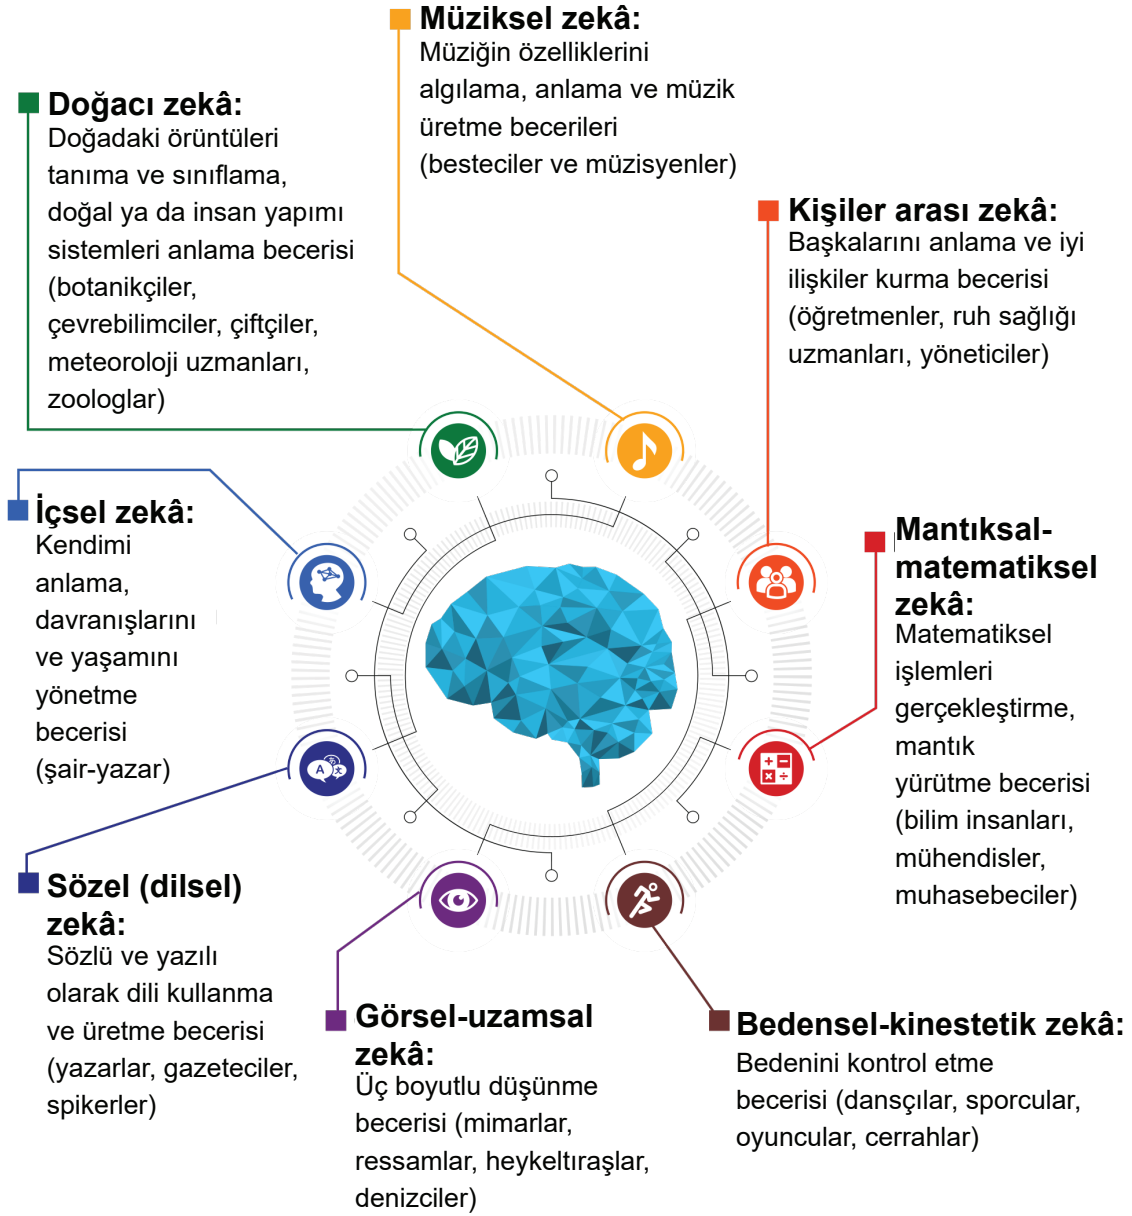 Müziksel zekâ:
Müziğin özelliklerini
algılama, anlama ve müzik
üretme becerileri
(besteciler ve müzisyenler)
Doğacı zekâ:
Doğadaki örüntüleri
tanıma ve sınıflama,
doğal ya da insan yapımı
sistemleri anlama becerisi
(botanikçiler,
çevrebilimciler, çiftçiler,
meteoroloji uzmanları,
zoologlar)
Kişiler arası zekâ:
Başkalarını anlama ve iyi
ilişkiler kurma becerisi
(öğretmenler, ruh sağlığı
uzmanları, yöneticiler)
İçsel zekâ:
Kendimi
anlama,
davranışlarını
ve yaşamını
yönetme
becerisi
(şair-yazar)
Mantıksal-
matematiksel
zekâ:
Matematiksel
işlemleri
gerçekleştirme,
mantık
yürütme becerisi
(bilim insanları,
mühendisler,
muhasebeciler)
A
Sözel (dilsel)
zekâ:
Sözlü ve yazılı
olarak dili kullanma
ve üretme becerisi
(yazarlar, gazeteciler,
spikerler)
Görsel-uzamsal
zekâ:
Üç boyutlu düşünme
becerisi (mimarlar,
ressamlar, heykeltıraşlar,
denizciler)
Bedensel-kinestetik zekâ:
Bedenini kontrol etme
becerisi (dansçılar, sporcular,
oyuncular, cerrahlar)